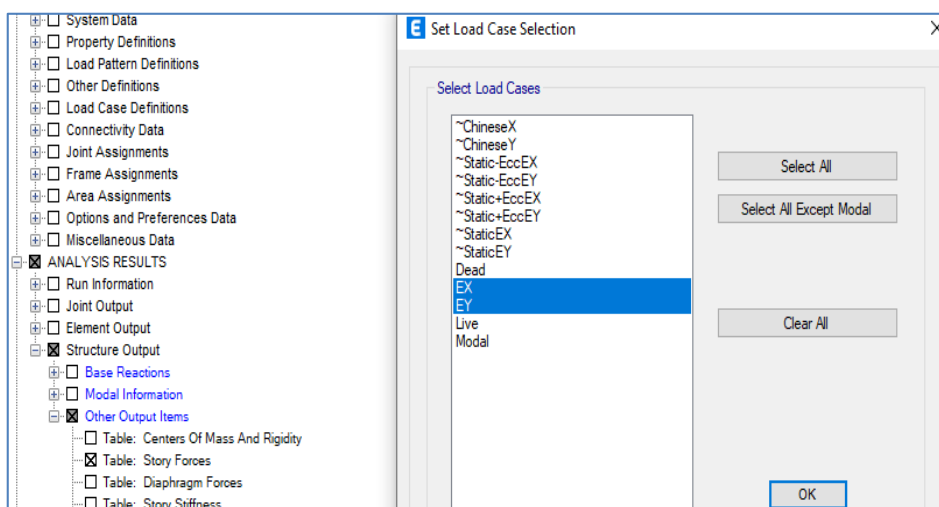 System Data
Property Definitions
Load Pattern Definitions
Other Definitions
Load Case Definitions
Connectivity Data
Joint Assignments
Frame Assignments
Area Assignments
Options and Preferences Data
Miscellaneous Data
ANALYSIS RESULTS
Run Information
Joint Output
Element Output
Structure Output
Base Reactions
Modal Information
Other Output Items
Table: Centers Of Mass And Rigidity
Table: Story Forces
Table: Diaphragm Forces
Table: Story Stiffness
E Set Load Case Selection
Select Load Cases
~ChineseX
~ChineseY
~Static-EccEX
~Static-EccEY
~Static+EccEX
~Static+EccEY
~StaticEX
~StaticEY
Dead
EX
EY
Live
Modal
Select All
Select All Except Modal
Clear All
OK